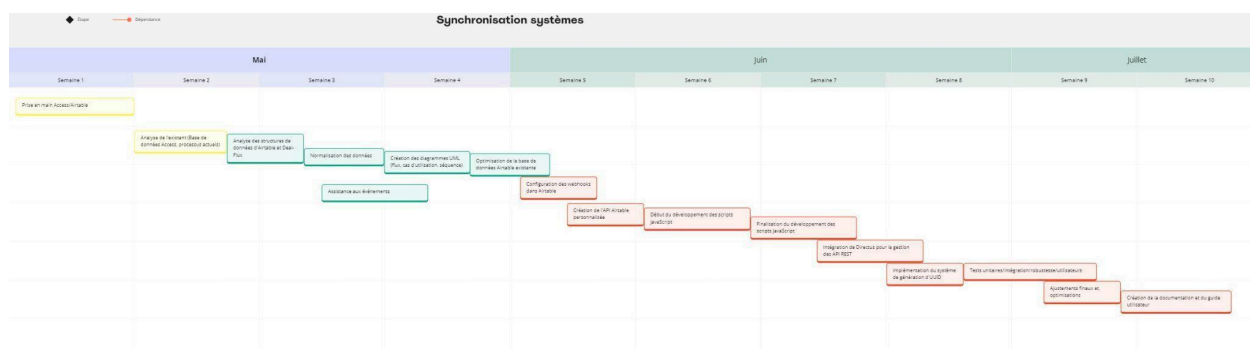 Étape
Dépendance
Synchronisation systèmes
Mai
Juin
Juillet
Semaine 1
Semaine 2
Semaine 3
Semaine 4
Semaine 5
Semaine 6
Semaine 7
Semaine 8
Semaine 9
Semaine 10
Prise en main Access/Airtable
Analyse de l'existant (Base de
données Access, processus actuels)
Analyse des structures de
données d'Airtable et Deal-
Flux
Normalisation des données
Création des diagrammes UML
(flux, cas d'utilisation, séquence)
Optimisation de la base de
données Airtable existante
Assistance aux événements
Configuration des webhooks
dans Airtable
Création de l'API Airtable
personnalisée
Début du développement des scripts
JavaScript
Finalisation du développement des
scripts JavaScript
Intégration de Directus pour la gestion
des API REST
Implémentation du système
de génération d'UUID
Tests unitaires/intégration/robustesse/utilisateurs
Ajustements finaux et
optimisations
Création de la documentation et du guide
utilisateur